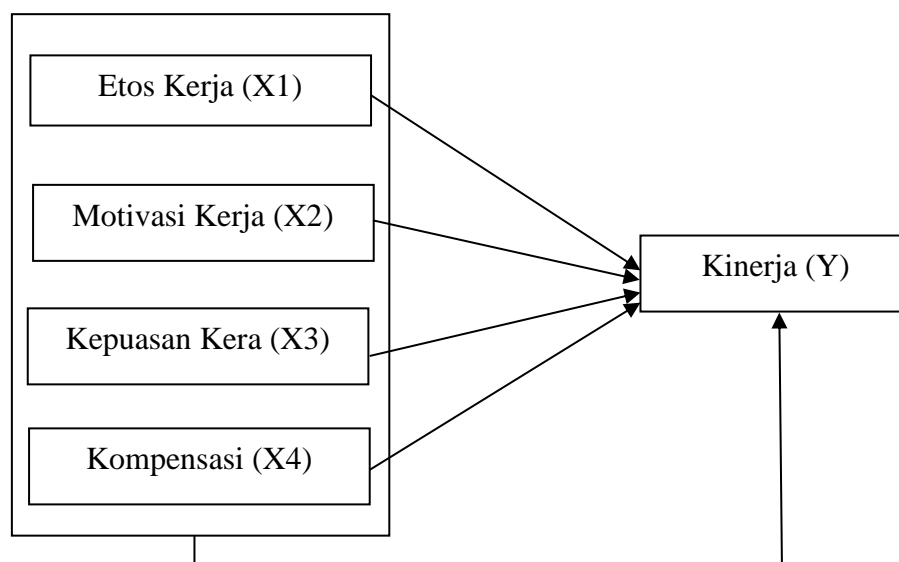 Etos Kerja (X1)
Motivasi Kerja (X2)
Kinerja (Y)
Kepuasan Kera (X3)
Kompensasi (X4)